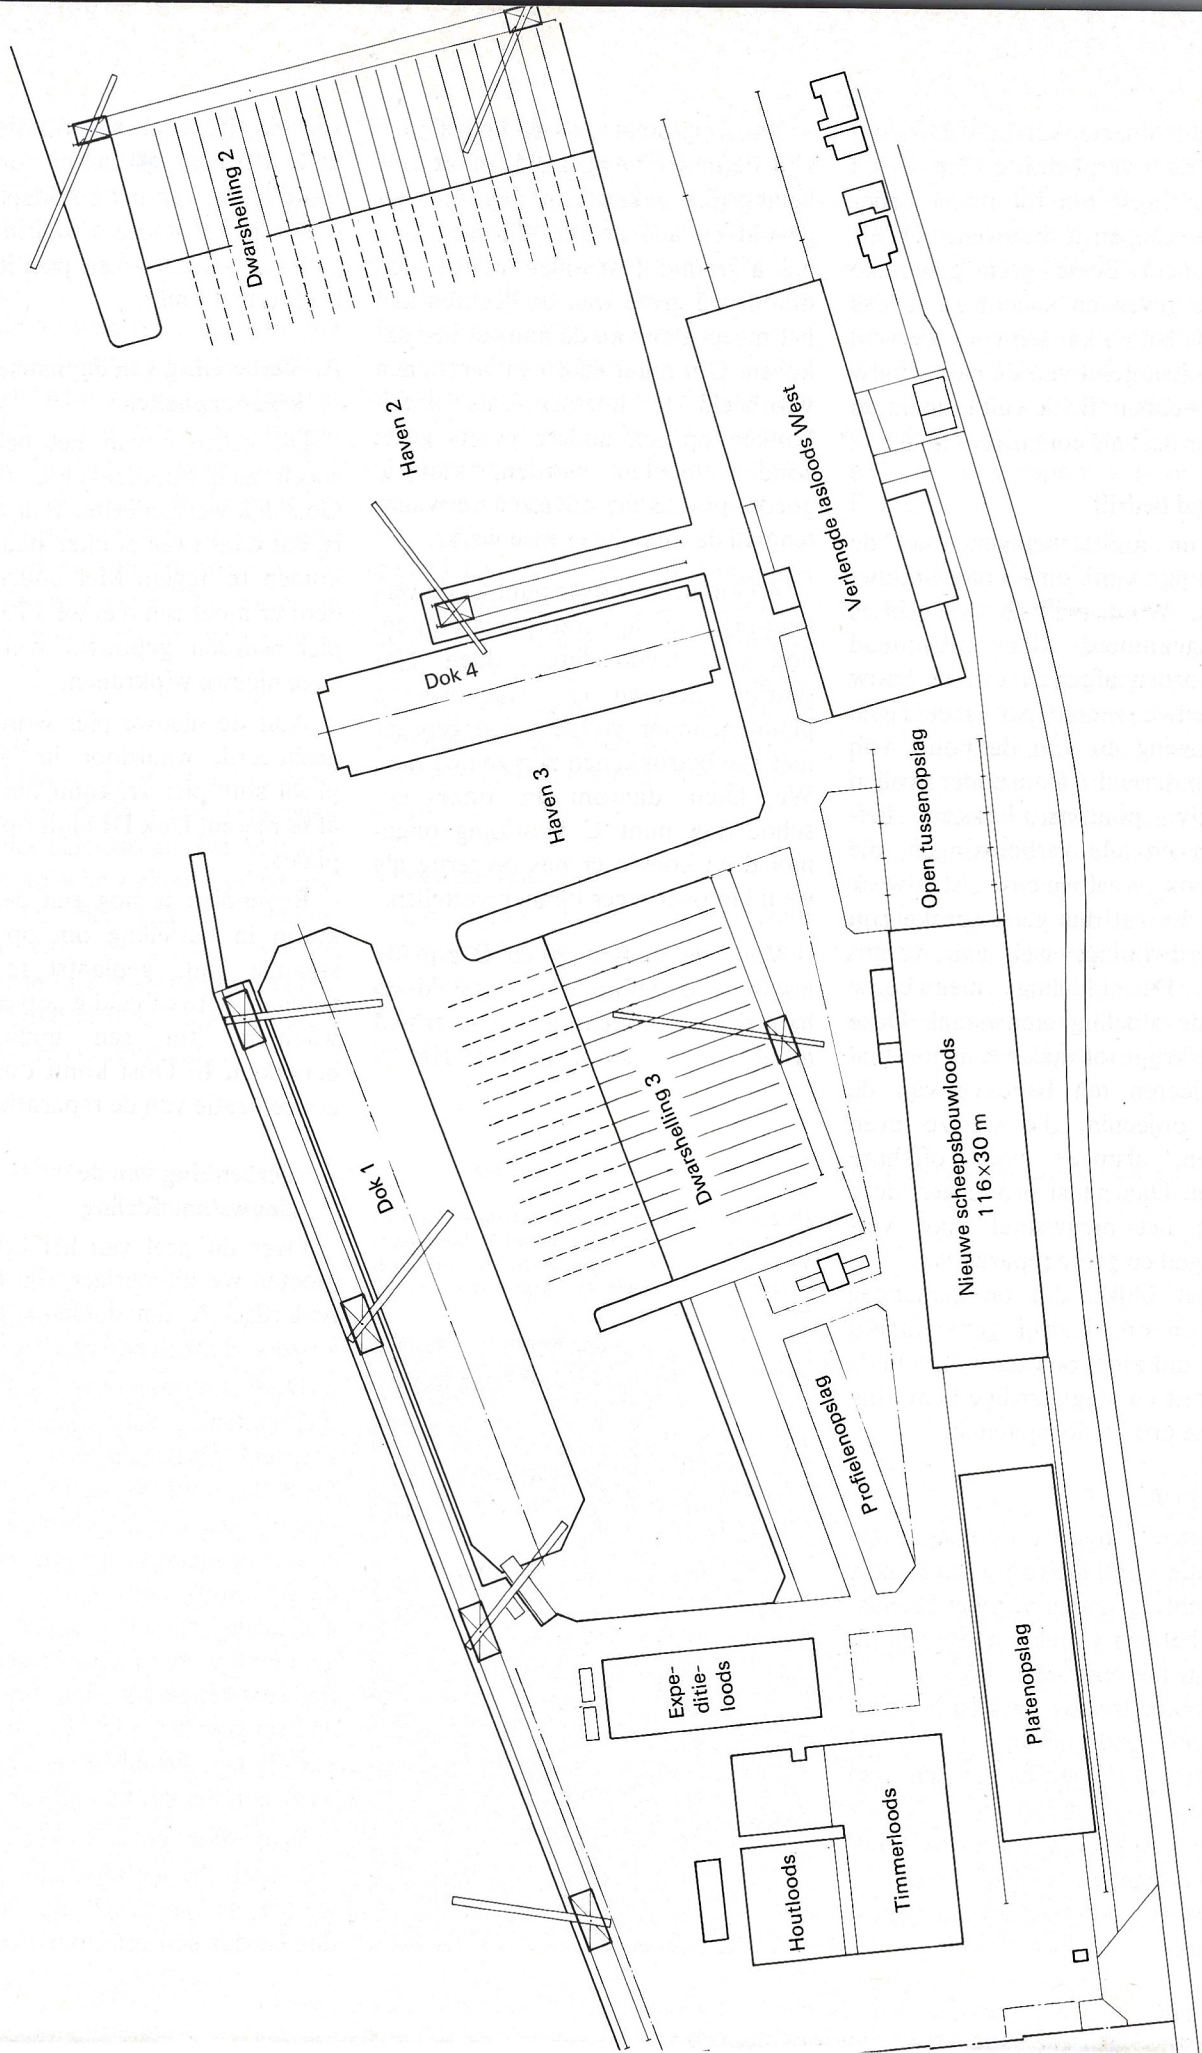 Dwarshelling 2
Haven 2
Verlengde lasloods West
Dok 4
Haven 3
Open tussenopslag
Dok 1
Dwarshelling 3
Nieuwe scheepsbouwloods
116×30 m
Profielenopslag
Platenopslag
Expe-
ditie-
loods
Houtloods
Timmerloods